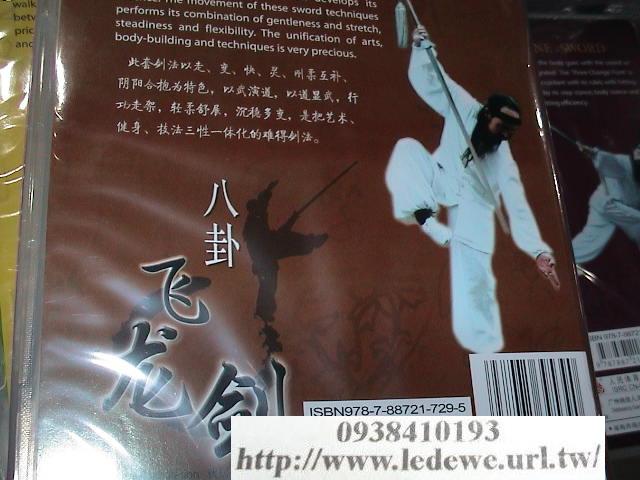 walk
performs its combination of gentleness and stretch,
steadiness and flexibility. The unification of arts,
body-building and techniques is very precious.
此套剑法以走、变、快、灵、刚柔互补、
阴阳合抱为特色，以武演道，以道显武，行
功走架，轻柔舒展，沉稳多变，是把艺术、
健身、技法三性一体化的难得剑法。
八卦
飞龙剑
ISBN978-7-88721-729-5
0938410193
http://www.ledewe.url.tw/